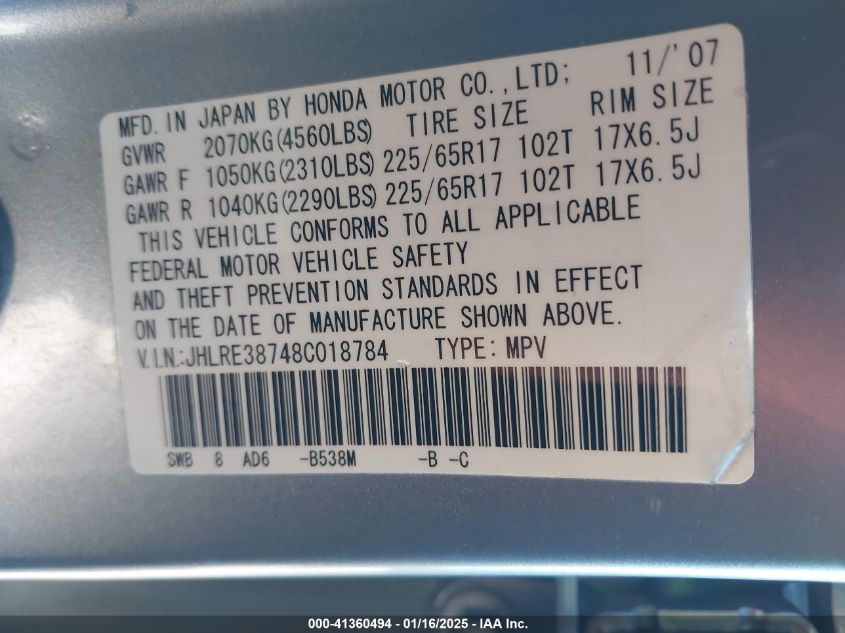 MFD. IN JAPAN BY HONDA MOTOR CO., LTD; 11/'07
GVWR 2070KG(4560LBS) TIRE SIZE RIM SIZE
GAWR F 1050KG(2310LBS) 225/65R17 102T 17X6.5J
GAWR R 1040KG(2290LBS) 225/65R17 102T 17X6.5J
THIS VEHICLE CONFORMS TO ALL APPLICABLE
FEDERAL MOTOR VEHICLE SAFETY
AND THEFT PREVENTION STANDARDS IN EFFECT
ON THE DATE OF MANUFACTURE SHOWN ABOVE.
V.I.N.:JHLRE38748C018784 TYPE: MPV
SWB 8 AD6 -B538M -B -C
000-41360494 - 01/16/2025 - IAA Inc.